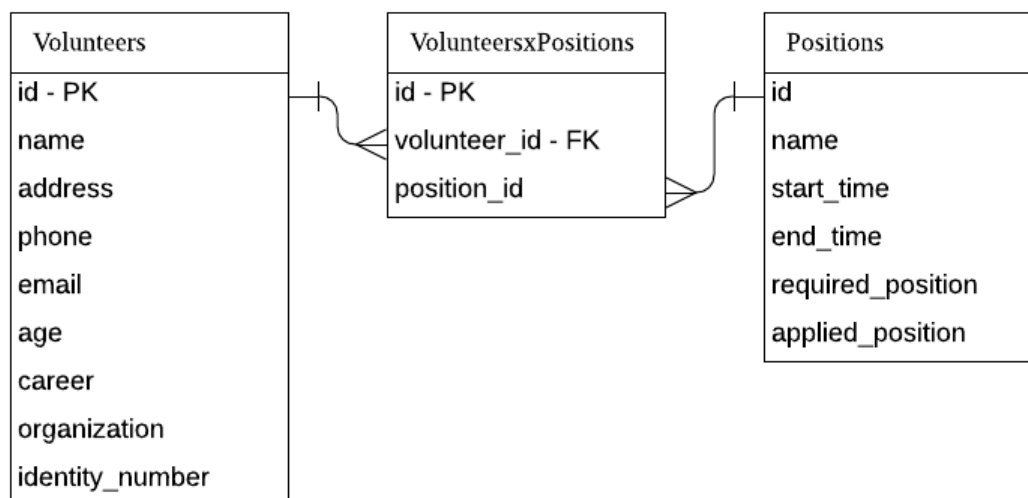 Volunteers
id - PK
name
address
phone
email
age
career
organization
identity_number
VolunteersxPositions
id - PK
volunteer_id - FK
position_id
Positions
id
name
start_time
end_time
required_position
applied_position